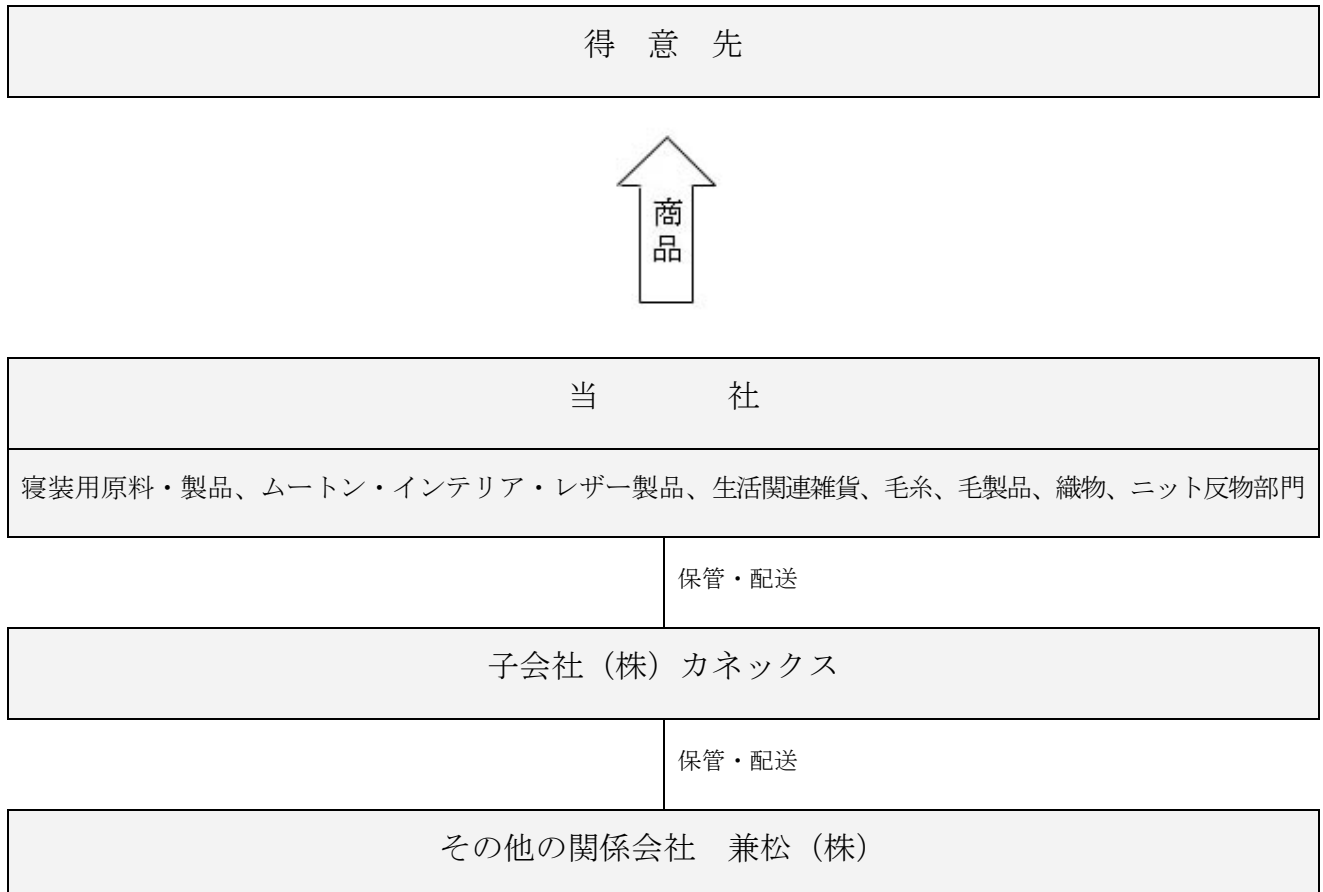 得　意　先
商
品
当　　　社
寝装用原料・製品、ムートン・インテリア・レザー製品、生活関連雑貨、毛糸、毛製品、織物、ニット反物部門
保管・配送
子会社（株）カネックス
保管・配送
その他の関係会社　兼松（株）